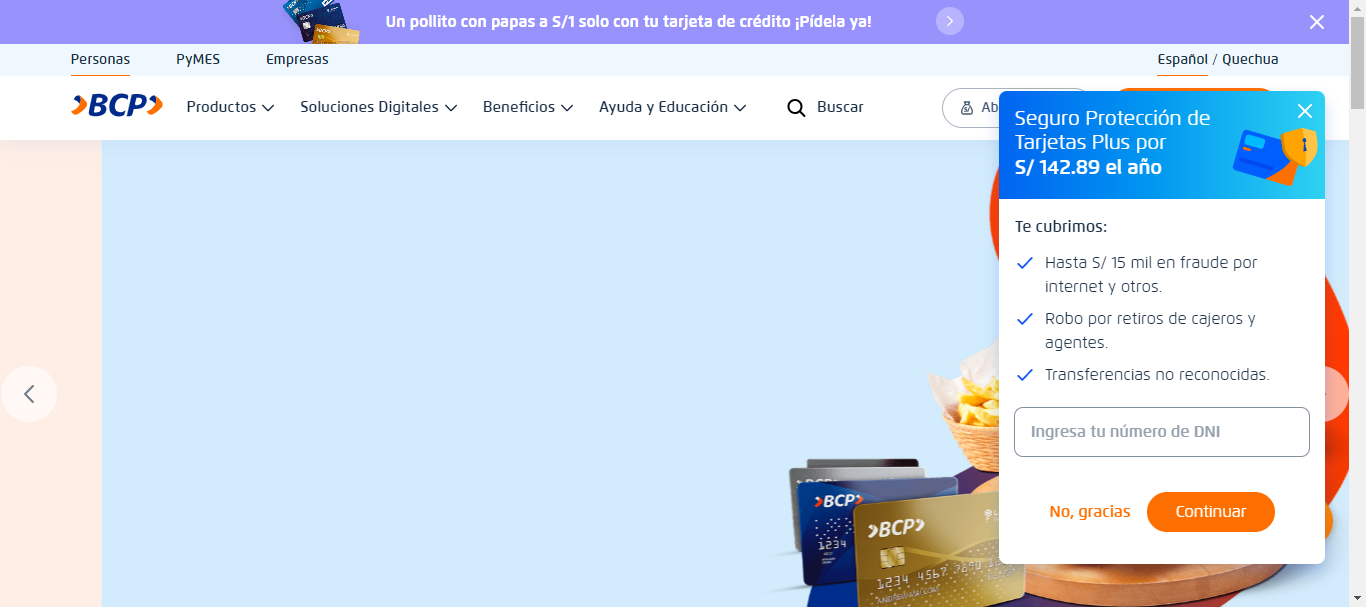 Un pollito con papas a S/1 solo con tu tarjeta de crédito ¡Pídela ya!
Personas PyMES Empresas Español / Quechua
BCP Productos Soluciones Digitales Beneficios Ayuda y Educación Buscar Ab
Seguro Protección de
Tarjetas Plus por
S/ 142.89 el año
Te cubrimos:
Hasta S/ 15 mil en fraude por
internet y otros.
Robo por retiros de cajeros y
agentes.
Transferencias no reconocidas.
Ingresa tu número de DNI
No, gracias Continuar
BCP
1234
BCP
1234 4567 7890